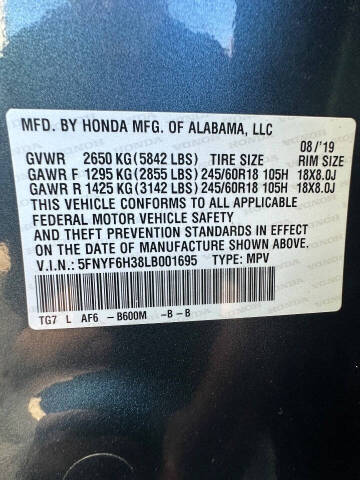 MFD. BY HONDA MFG. OF ALABAMA, LLC
08/'19
GVWR 2650 KG (5842 LBS) TIRE SIZE RIM SIZE
GAWR F 1295 KG (2855 LBS) 245/60R18 105H 18X8.0J
GAWR R 1425 KG (3142 LBS) 245/60R18 105H 18X8.0J
THIS VEHICLE CONFORMS TO ALL APPLICABLE
FEDERAL MOTOR VEHICLE SAFETY
AND THEFT PREVENTION STANDARDS IN EFFECT ON
THE DATE OF MANUFACTURE SHOWN ABOVE.
V.I.N.: 5FNYF6H38LB001695 TYPE: MPV
TG7 L AF6 -B600M -B -B